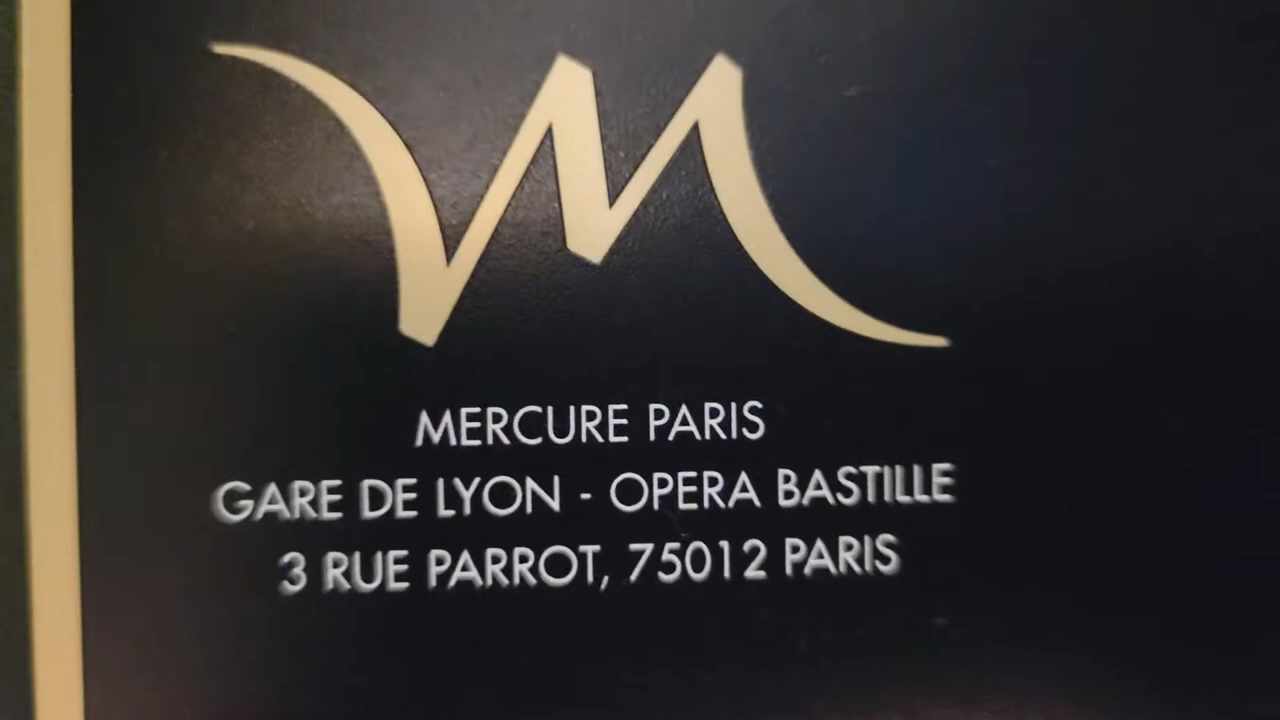 MERCURE PARIS
GARE DE LYON - OPERA BASTILLE
3 RUE PARROT, 75012 PARIS